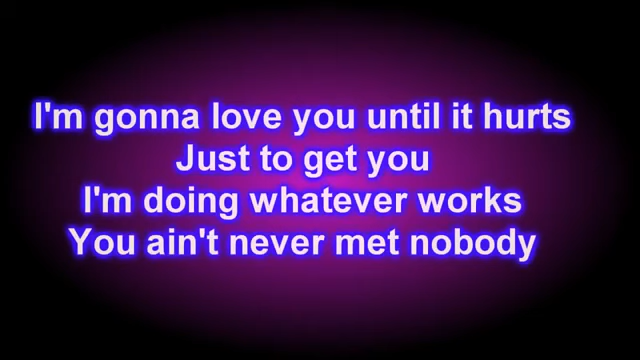 I'm gonna love you until it hurts
Just to get you
I'm doing whatever works
You ain't never met nobody